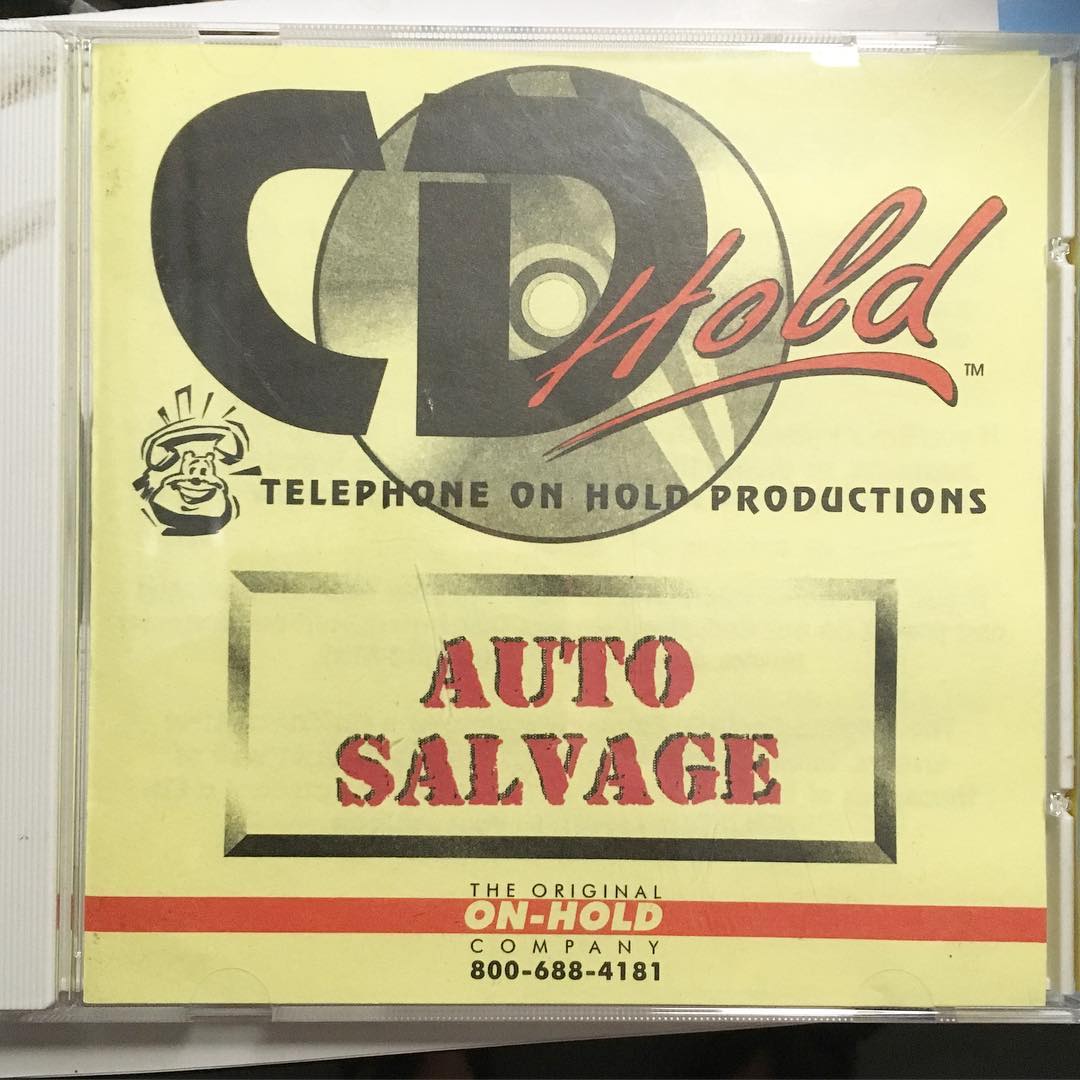 CD Hold ™
TELEPHONE ON HOLD PRODUCTIONS
AUTO
SALVAGE
THE ORIGINAL
ON-HOLD
COMPANY
800-688-4181